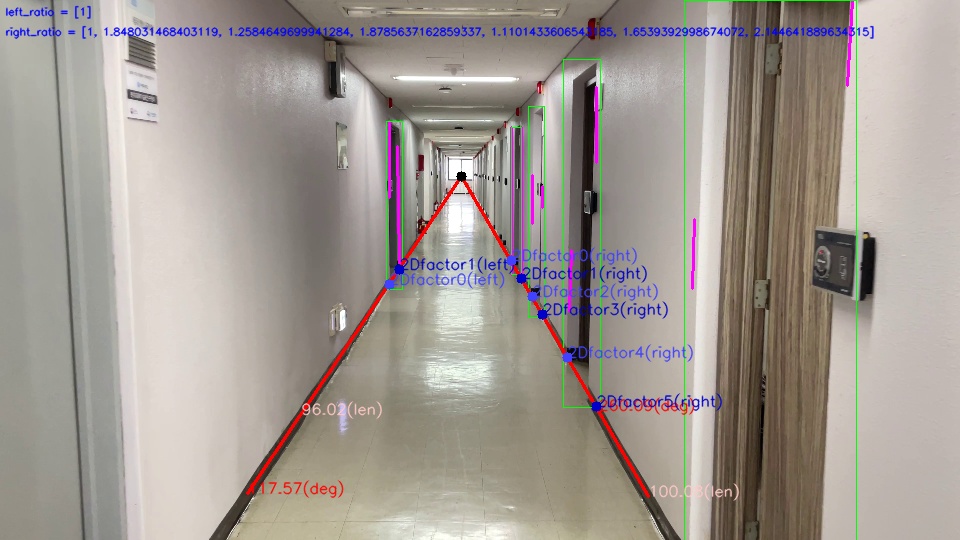 left_ratio = [1]
right_ratio = [1, 1.848031468403119, 1.2584649699941284, 1.8785637162859337, 1.1101433606543185, 1.6539392998674072, 2.144641889634315]
2Dfactor0(right)
2Dfactor1(left)
2Dfactor1(right)
2Dfactor0(left)
2Dfactor2(right)
2Dfactor3(right)
2Dfactor4(right)
2Dfactor5(right)
96.02(len)
17.57(deg)
100.03(len)